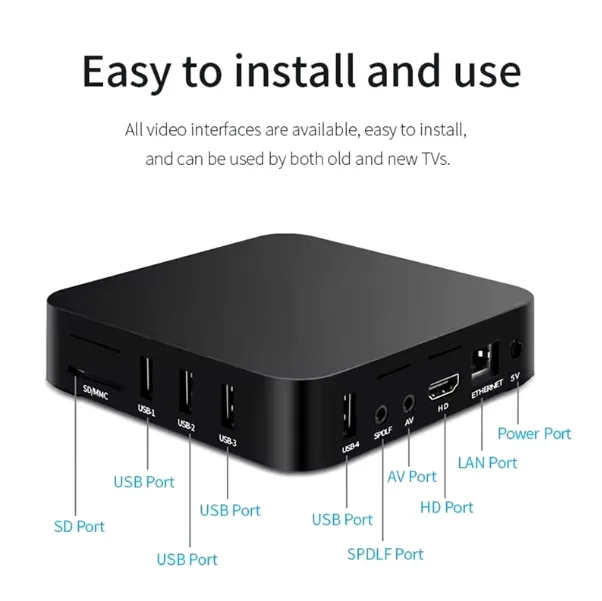 Easy to install and use
All video interfaces are available, easy to install,
and can be used by both old and new TVs.
SD/MMC
USB-1
USB-2
USB-3
USB-4
SPDLF
AV
HD
ETHERNET
5V
Power Port
LAN Port
AV Port
USB Port
HD Port
USB Port
USB Port
SD Port
SPDLF Port
USB Port